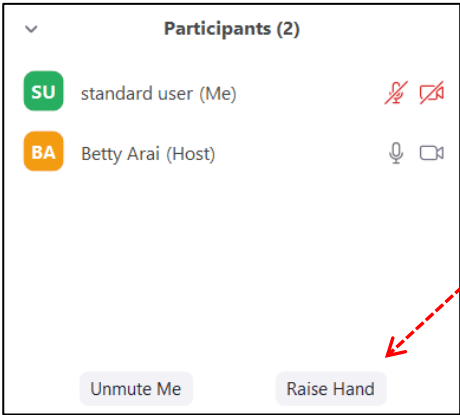 Participants (2)
SU standard user (Me)
BA Betty Arai (Host)
Unmute Me Raise Hand